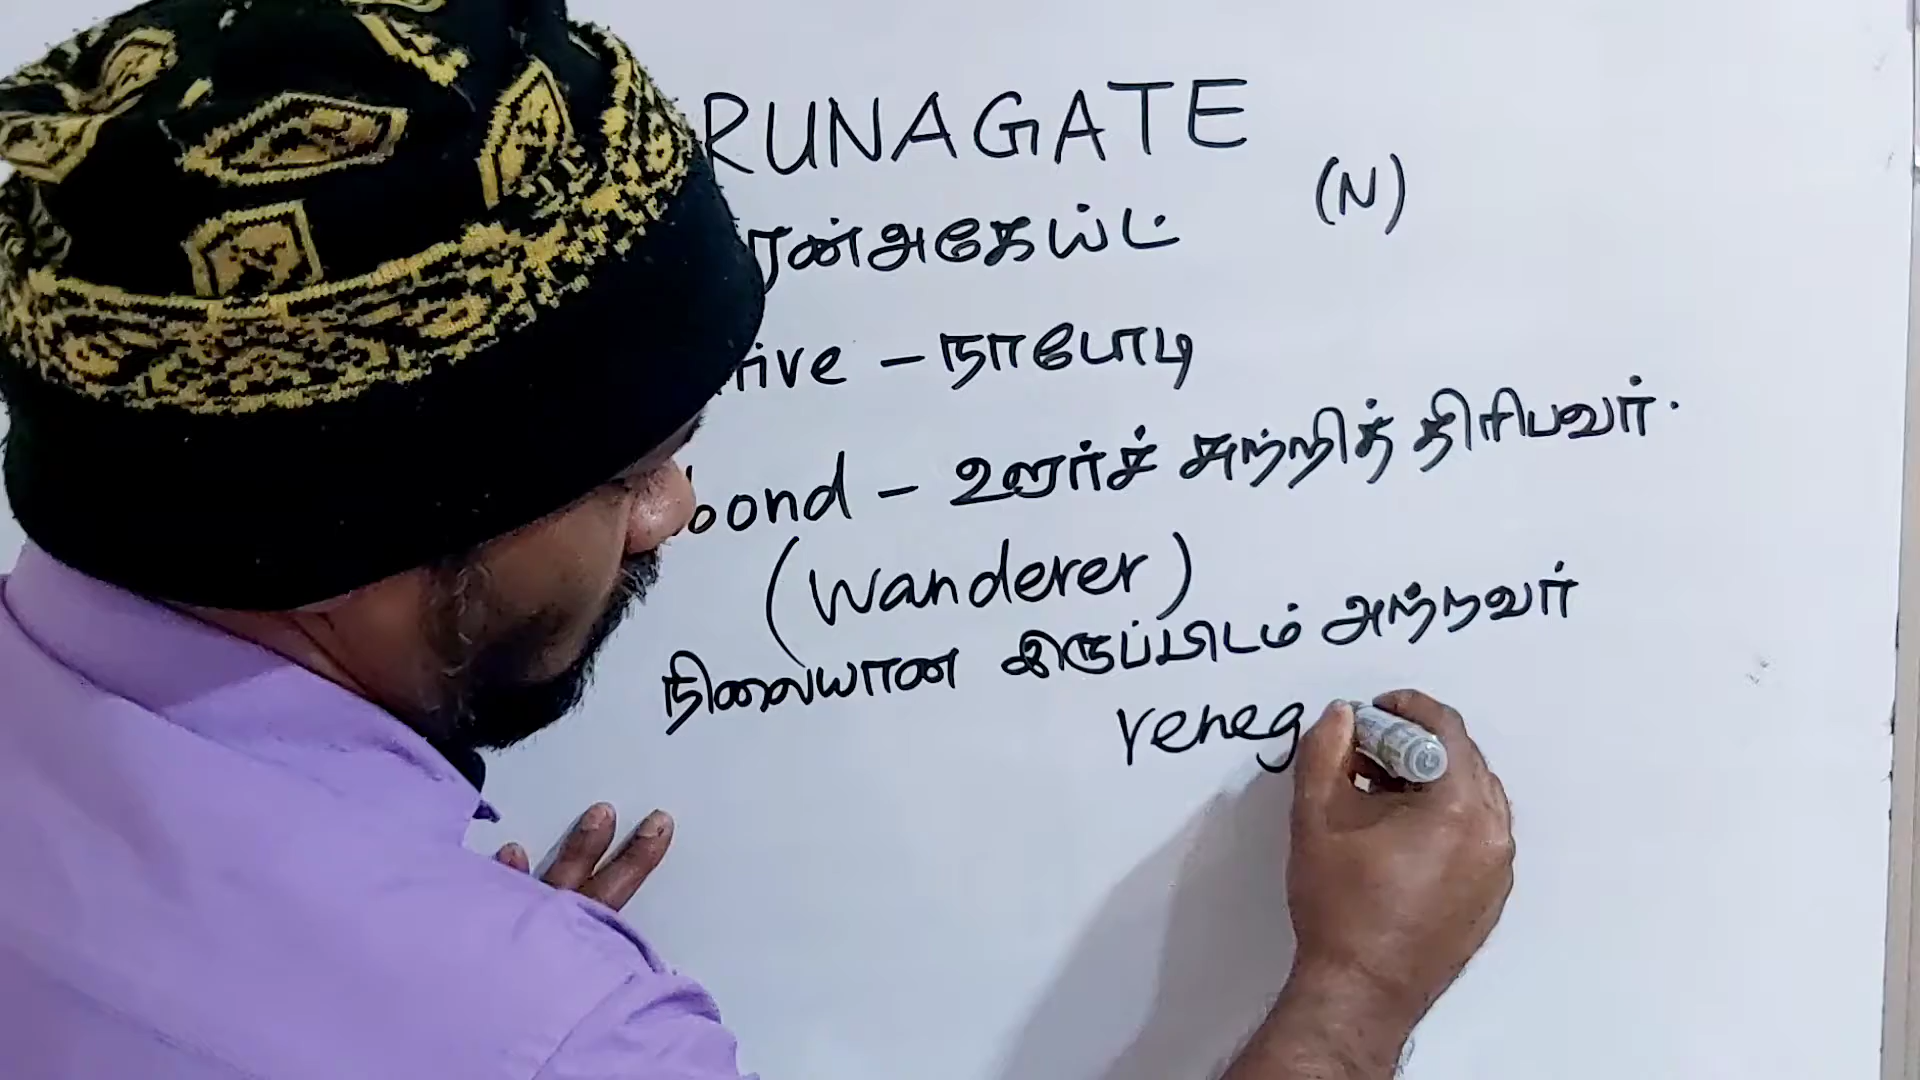 RUNAGATE
(N)
ரன்அகேய்ட்
tive – நாடோடி
bond – ஊர்ச் சுற்றித் திரிபவர்.
(Wanderer)
நிலையான இருப்பிடம் அற்றவர்
reneg